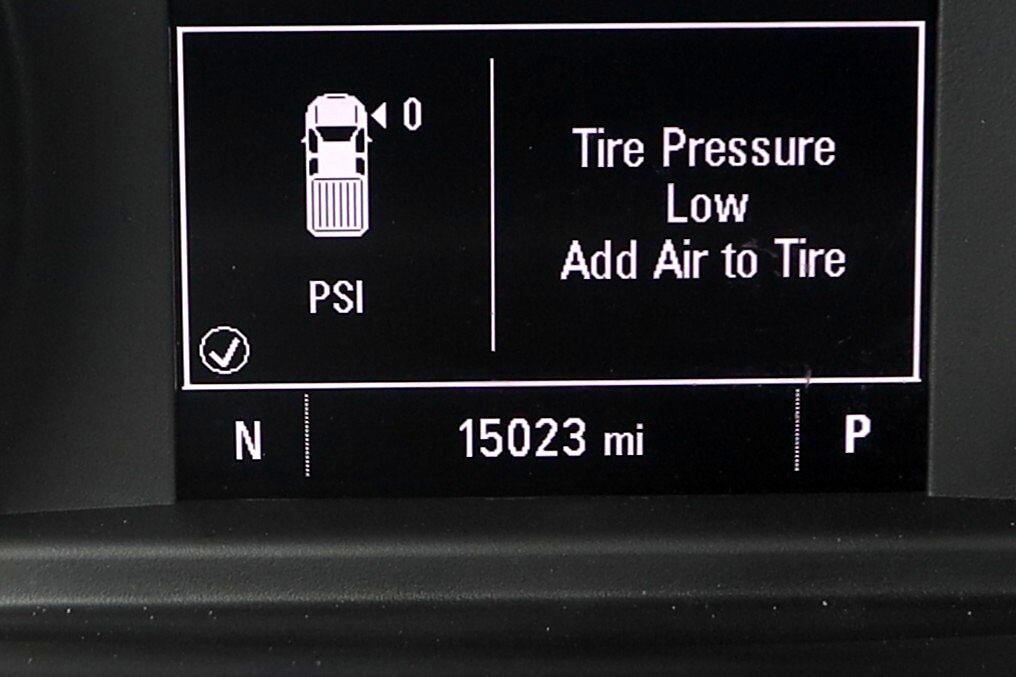 0
PSI
Tire Pressure
Low
Add Air to Tire
N
15023 mi
P